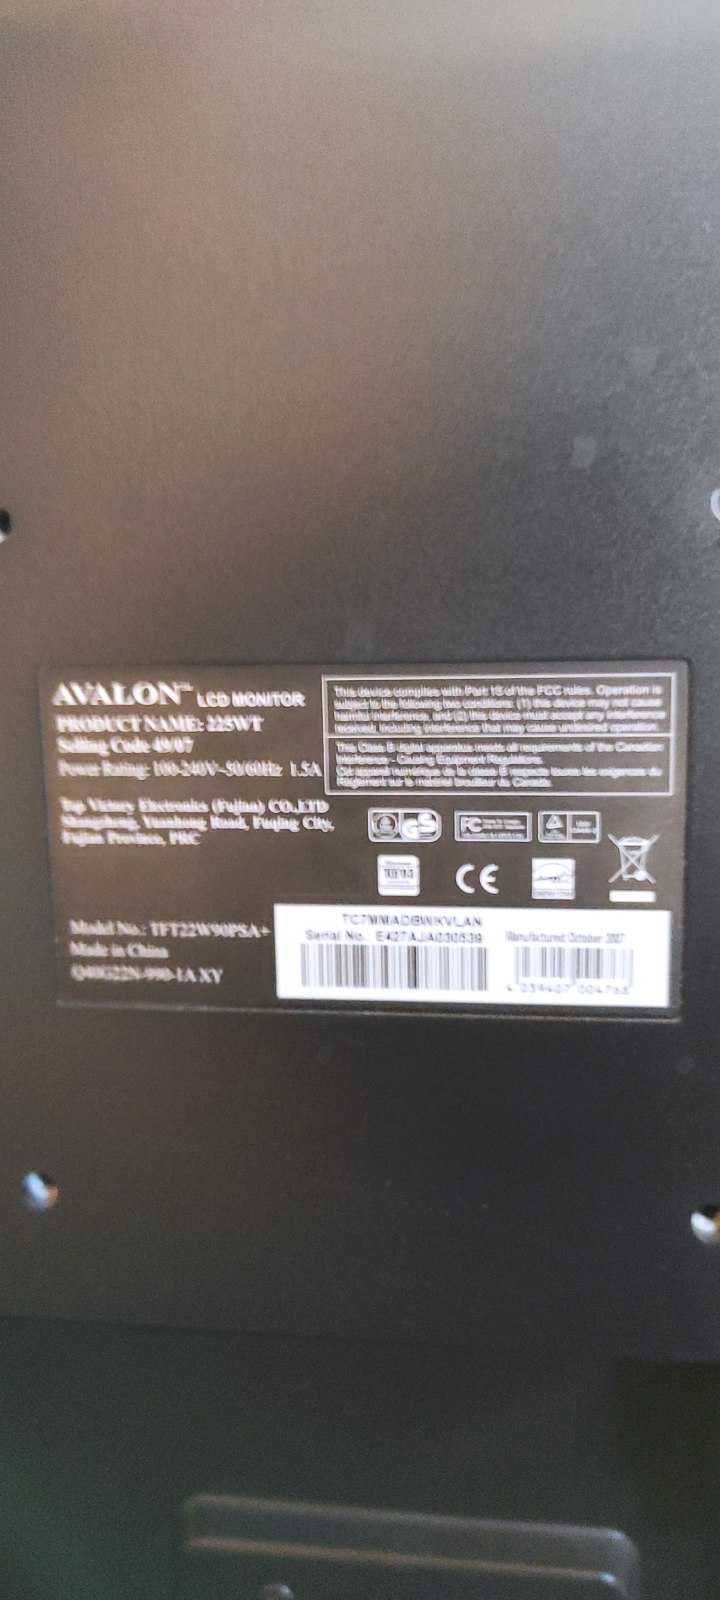 AVALON™ LCD MONITOR
PRODUCT NAME: 225WT
Selling Code 49/07
Power Rating: 100-240V~50/60Hz 1.5A
Top Victory Electronics (Fujian) CO.,LTD
Shangzheng, Yuanhong Road, Fuqing City,
Fujian Province, PRC
This device complies with Part 15 of the FCC rules. Operation is
subject to the following two conditions: (1) this device may not cause
harmful interference, and (2) this device must accept any interference
received, including interference that may cause undesired operation.
This Class B digital apparatus meets all requirements of the Canadian
Interference - Causing Equipment Regulations.
Cet appareil numérique de la classe B respecte toutes les exigences du
Règlement sur le matériel brouilleur du Canada.
GS
FC
CE
Model No.: TFT22W90PSA+
Made in China
Q40G22N-990-1A XY
TC7MMADBWKVLAN
Serial No. E427AJA030539
Manufactured: October 2007
4 039407 004768